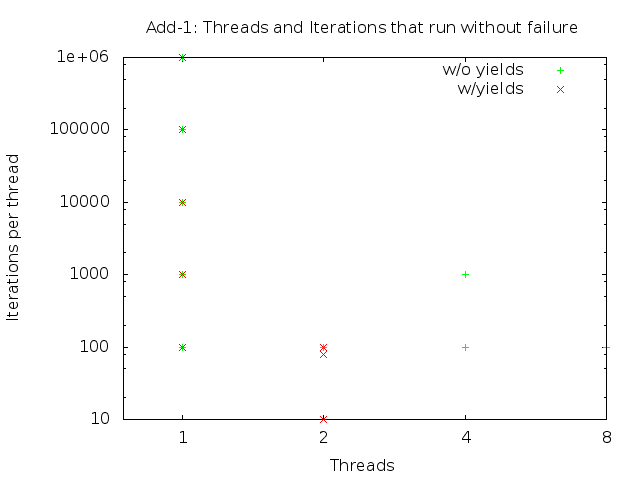 Add-1: Threads and Iterations that run without failure
1e+06
100000
10000
1000
100
10
Iterations per thread
w/o yields
w/yields
1 2 4 8
Threads